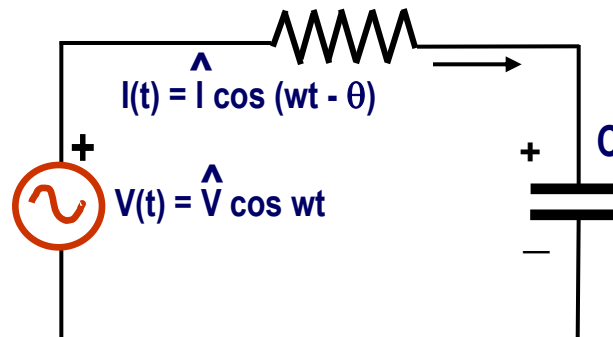 Î(t) = Î cos (wt - θ)
+
+
C
V(t) = V̂ cos wt
_